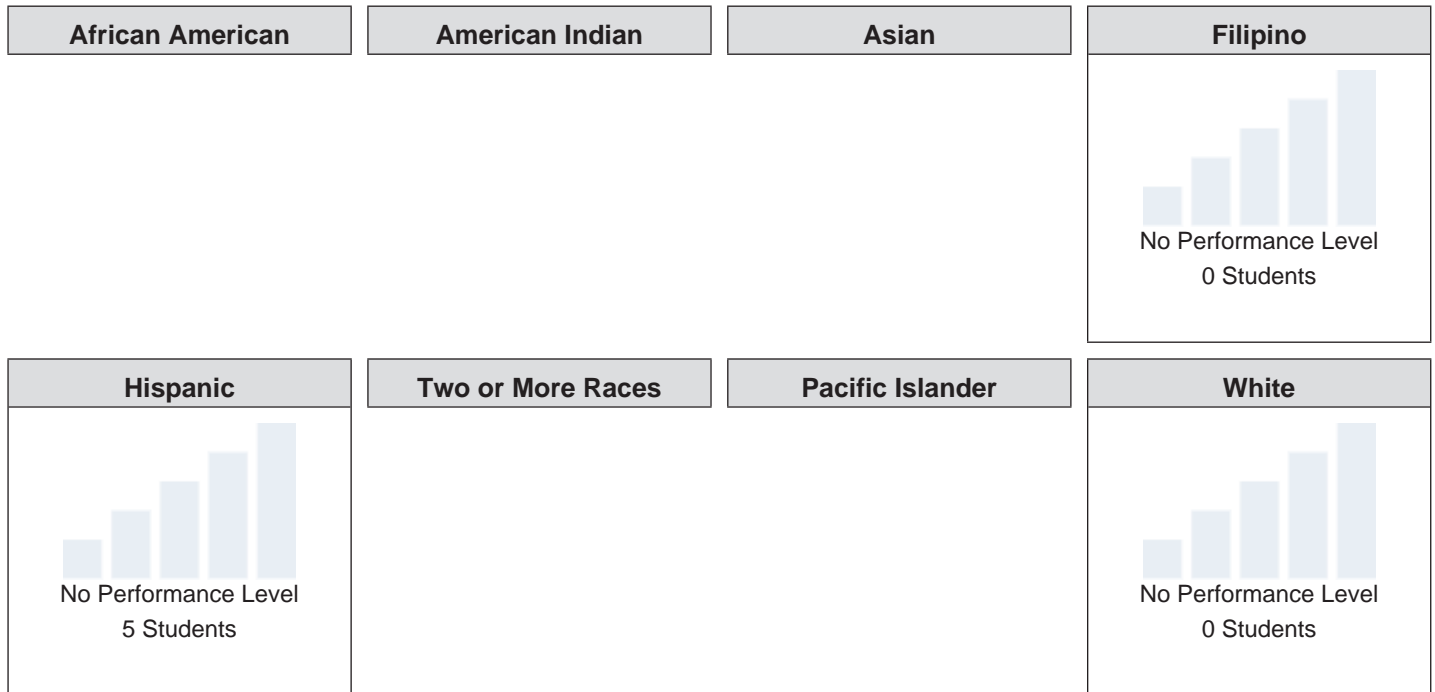 African American
American Indian
Asian
Filipino
No Performance Level
0 Students
Hispanic
Two or More Races
Pacific Islander
White
No Performance Level
5 Students
No Performance Level
0 Students